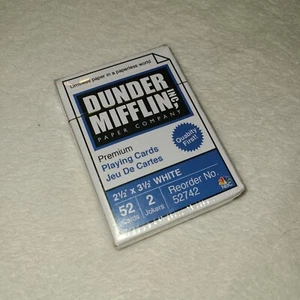 Limitless paper in a paperless world
DUNDER
MIFFLIN, INC
PAPER COMPANY
Quality
First!
Premium
Playing Cards
Jeu De Cartes
2½ x 3½ WHITE
52
Cards
2
Jokers
Reorder No.
52742